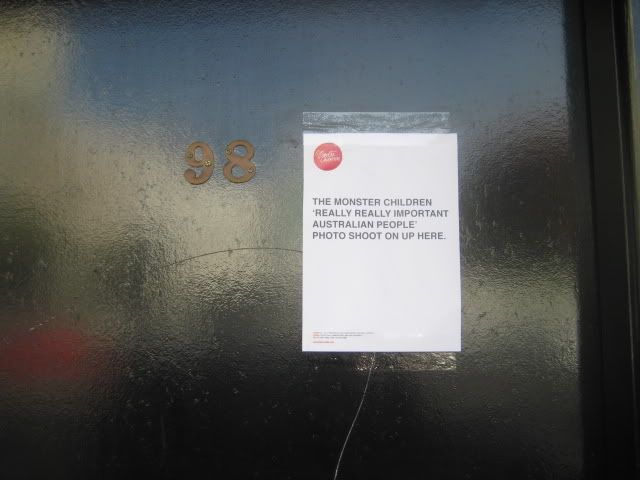 98
THE MONSTER CHILDREN
'REALLY REALLY IMPORTANT
AUSTRALIAN PEOPLE'
PHOTO SHOOT ON UP HERE.